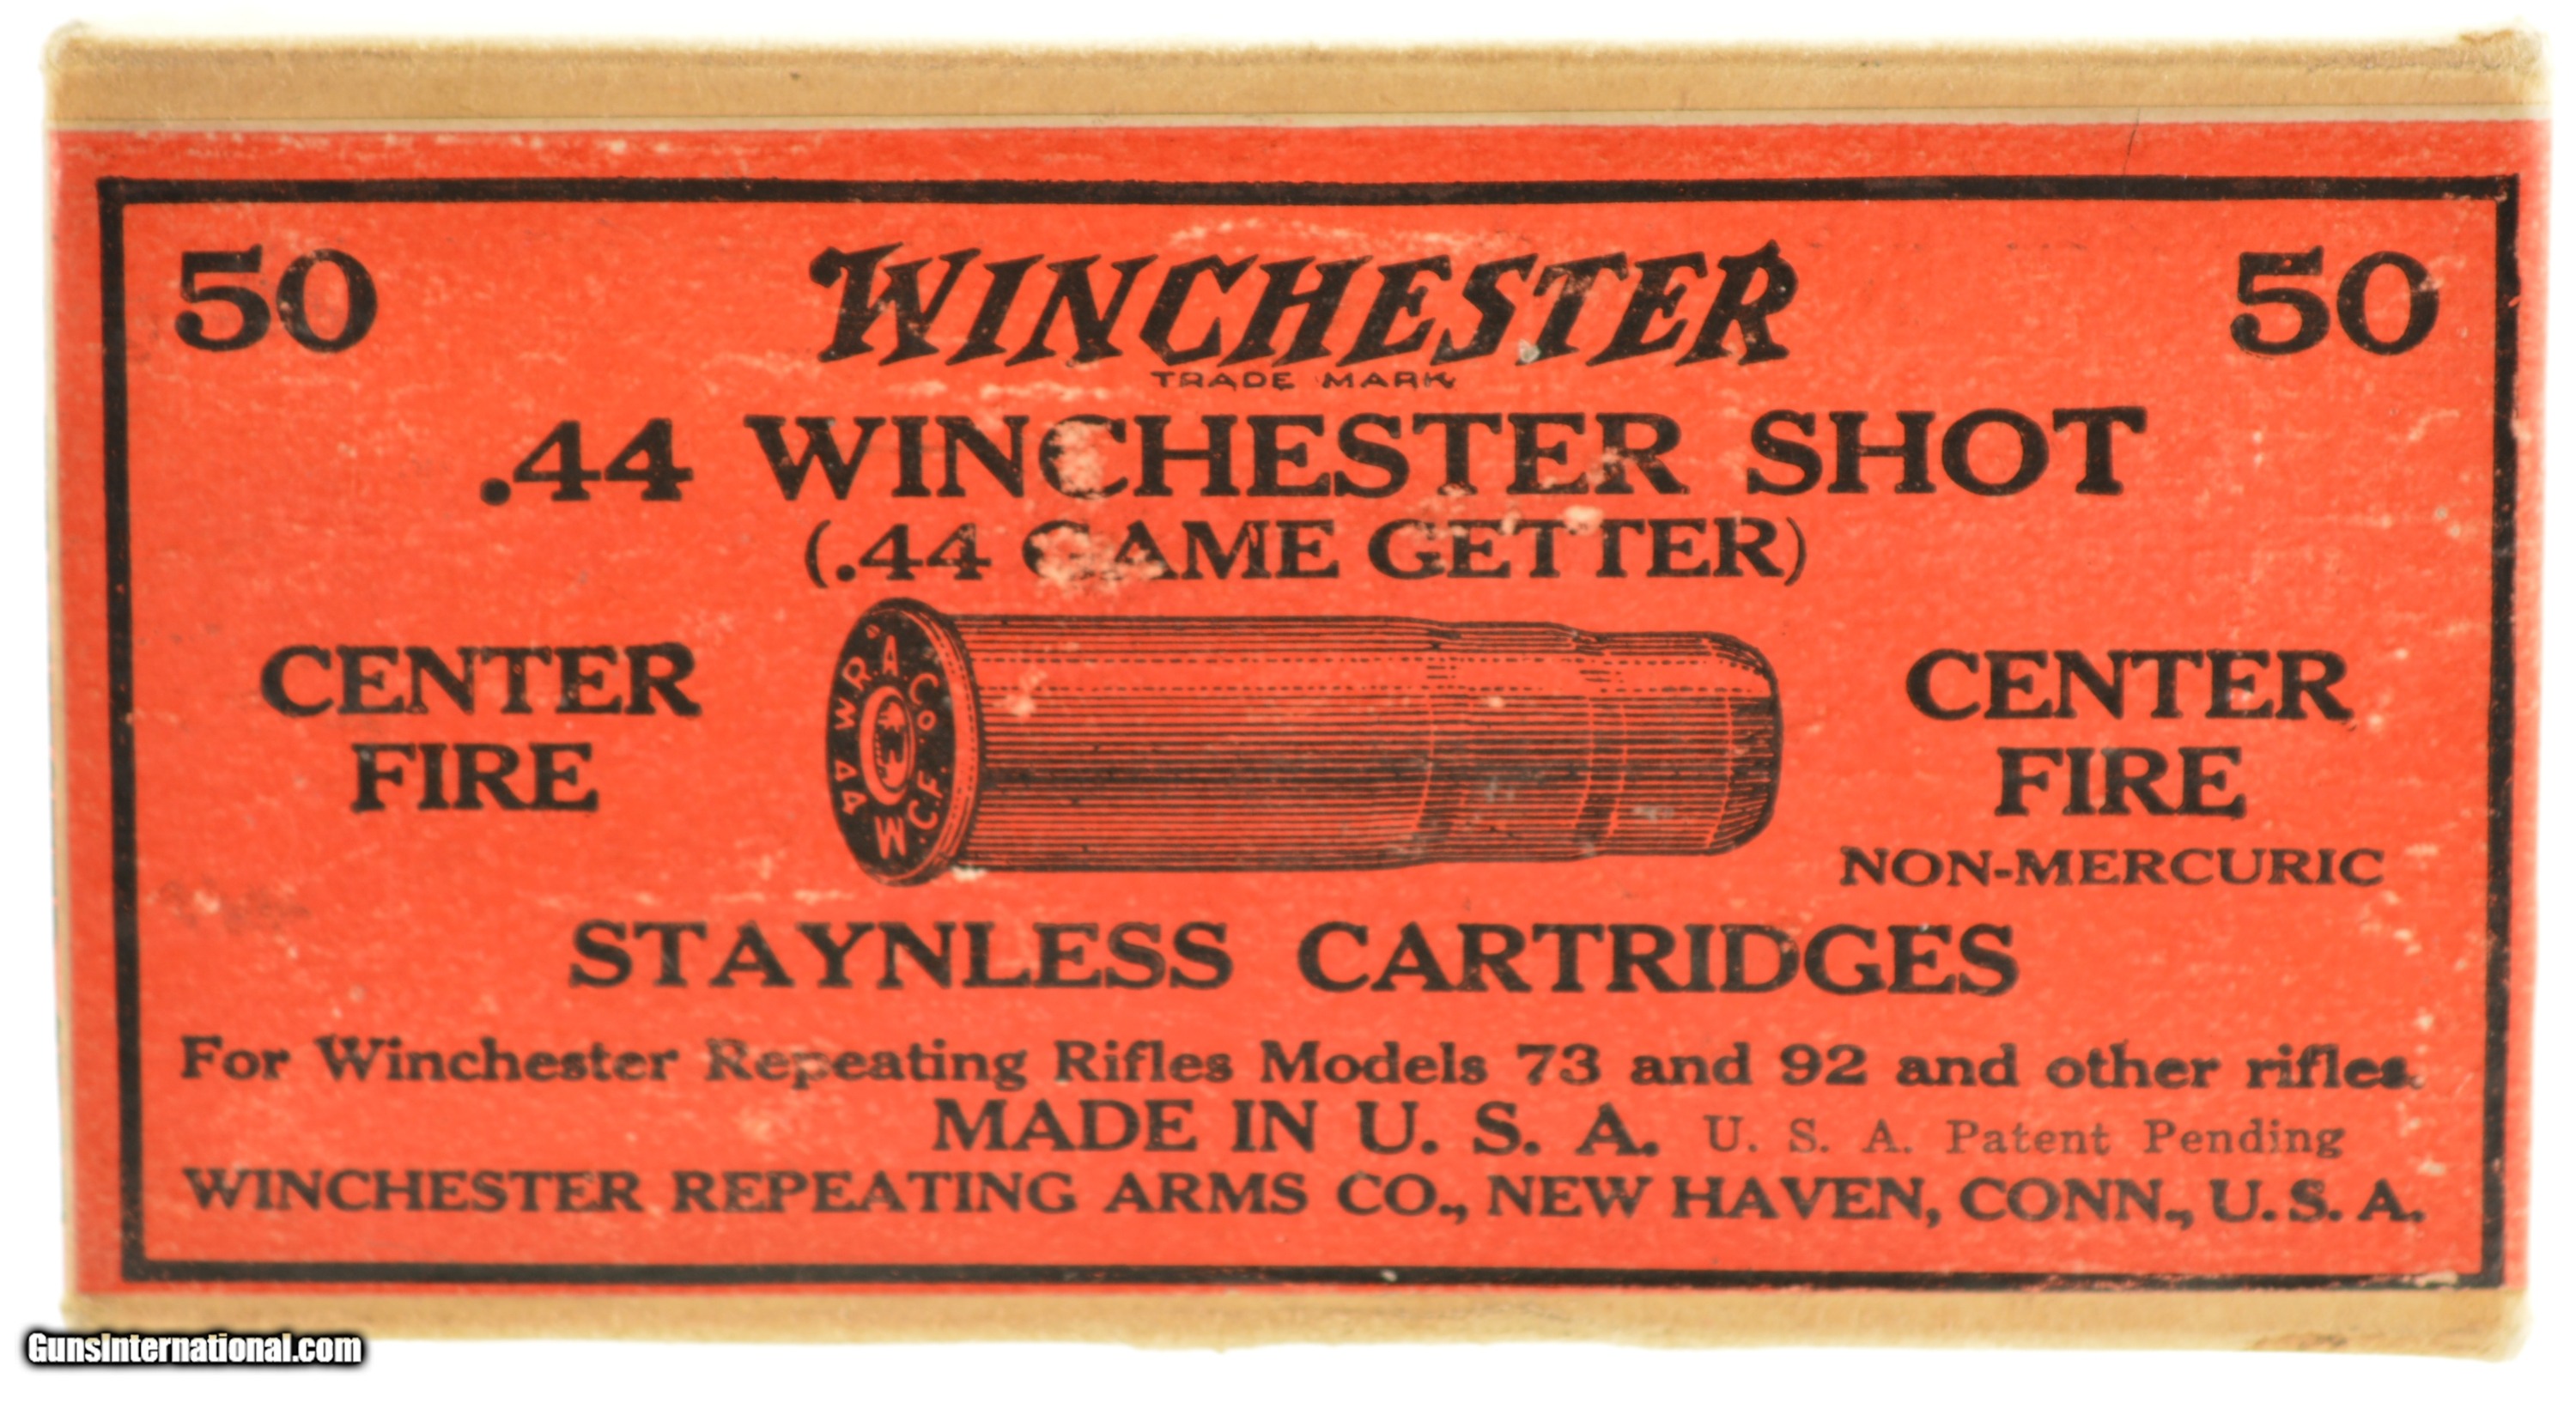 50 WINCHESTER 50
TRADE MARK
.44 WINCHESTER SHOT
(.44 GAME GETTER)
CENTER
FIRE
W.R.A. Co.
44 W.C.F.
CENTER
FIRE
NON-MERCURIC
STAYNLESS CARTRIDGES
For Winchester Repeating Rifles Models 73 and 92 and other rifles.
MADE IN U. S. A. U. S. A. Patent Pending
WINCHESTER REPEATING ARMS CO., NEW HAVEN, CONN., U.S.A.
GunsInternational.com